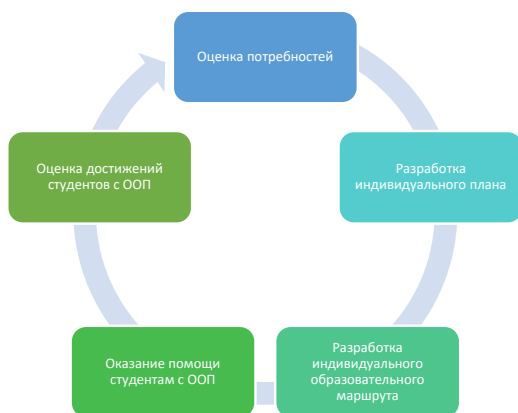 Оценка потребностей
Разработка
индивидуального плана
Разработка
индивидуального
образовательного
маршрута
Оказание помощи
студентам с ООП
Оценка достижений
студентов с ООП